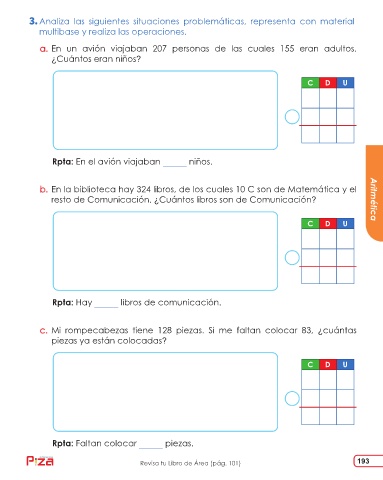 3. Analiza las siguientes situaciones problemáticas, representa con material
multibase y realiza las operaciones.
a. En un avión viajaban 207 personas de las cuales 155 eran adultos.
¿Cuántos eran niños?
C D U
Rpta: En el avión viajaban ______ niños.
b. En la biblioteca hay 324 libros, de los cuales 10 C son de Matemática y el
resto de Comunicación, ¿Cuántos libros son de Comunicación?
C D U
Rpta: Hay ______ libros de comunicación.
c. Mi rompecabezas tiene 128 piezas. Si me faltan colocar 83, ¿cuántas
piezas ya están colocadas?
C D U
Rpta: Faltan colocar ______ piezas.
Aritmética
Piza
Revisa tu Libro de Área (pág. 101)
193